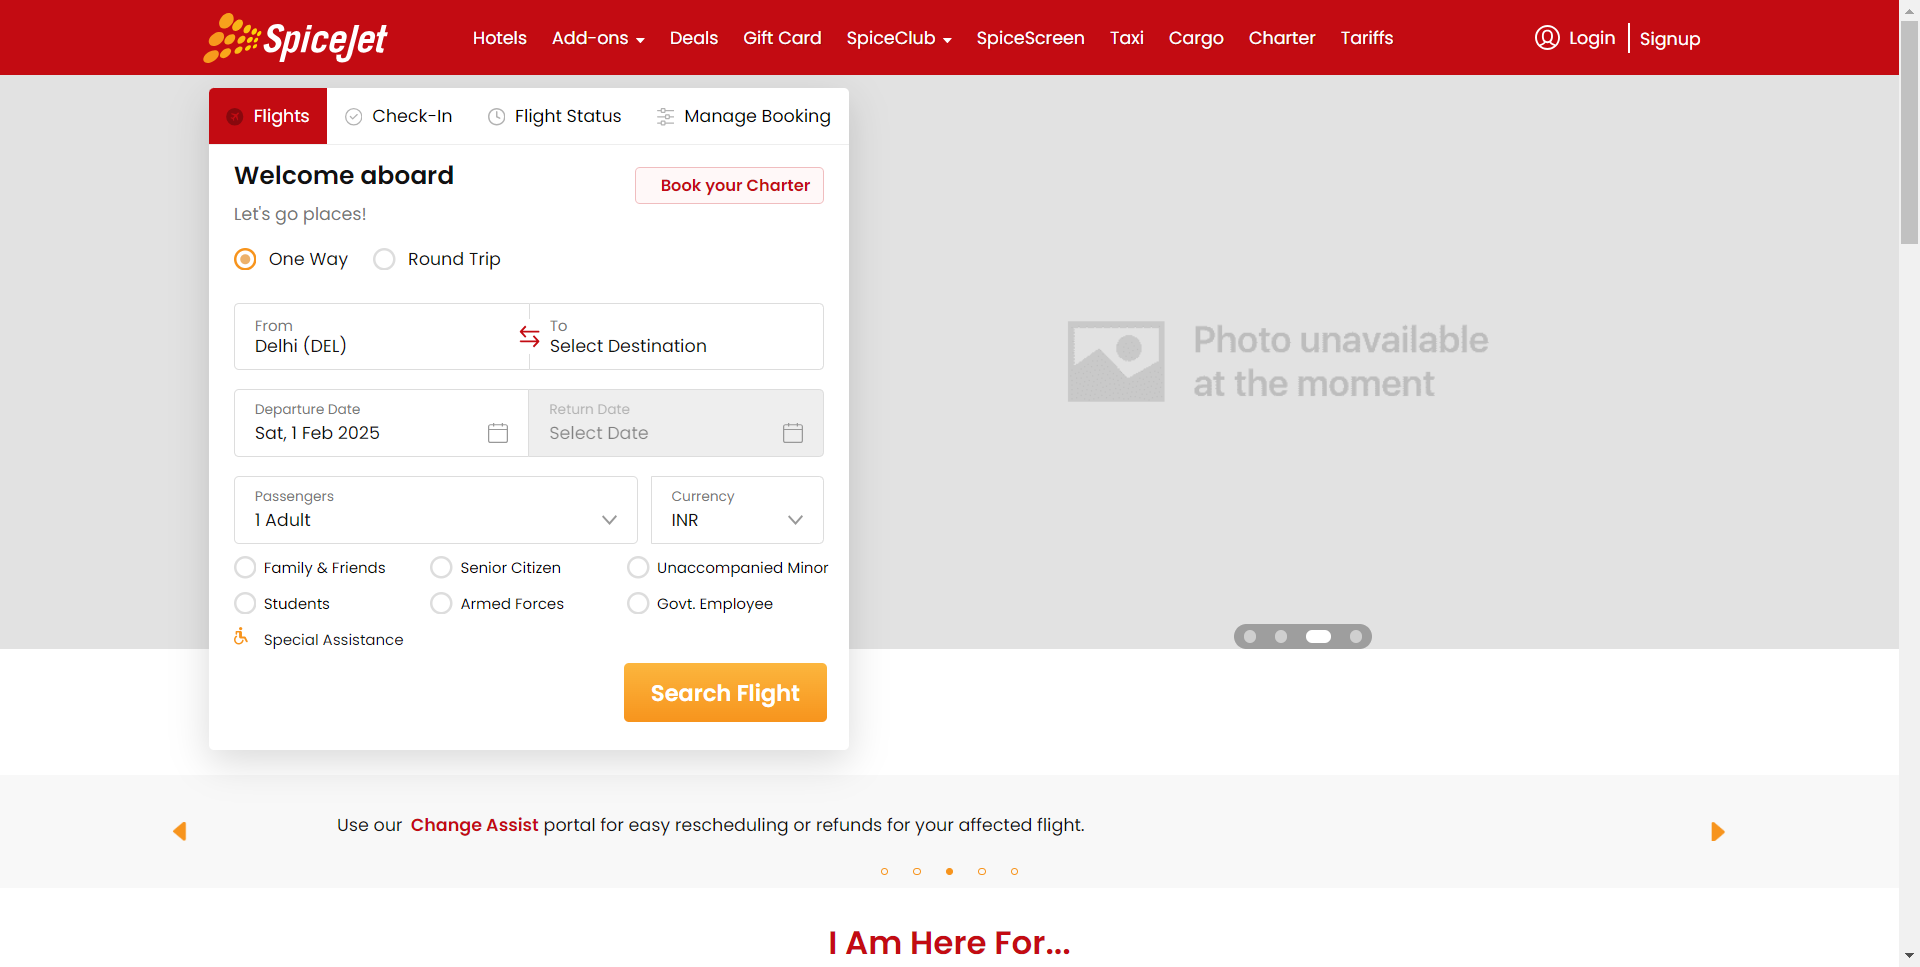 SpiceJet
Hotels Add-ons Deals Gift Card SpiceClub SpiceScreen Taxi Cargo Charter Tariffs Login Signup
Flights Check-In Flight Status Manage Booking
Welcome aboard
Book your Charter
Let's go places!
One Way Round Trip
From To
Delhi (DEL) Select Destination
Departure Date Return Date
Sat, 1 Feb 2025 Select Date
Passengers Currency
1 Adult INR
Family & Friends Senior Citizen Unaccompanied Minor
Students Armed Forces Govt. Employee
Special Assistance
Search Flight
Photo unavailable
at the moment
Use our Change Assist portal for easy rescheduling or refunds for your affected flight.
I Am Here For...